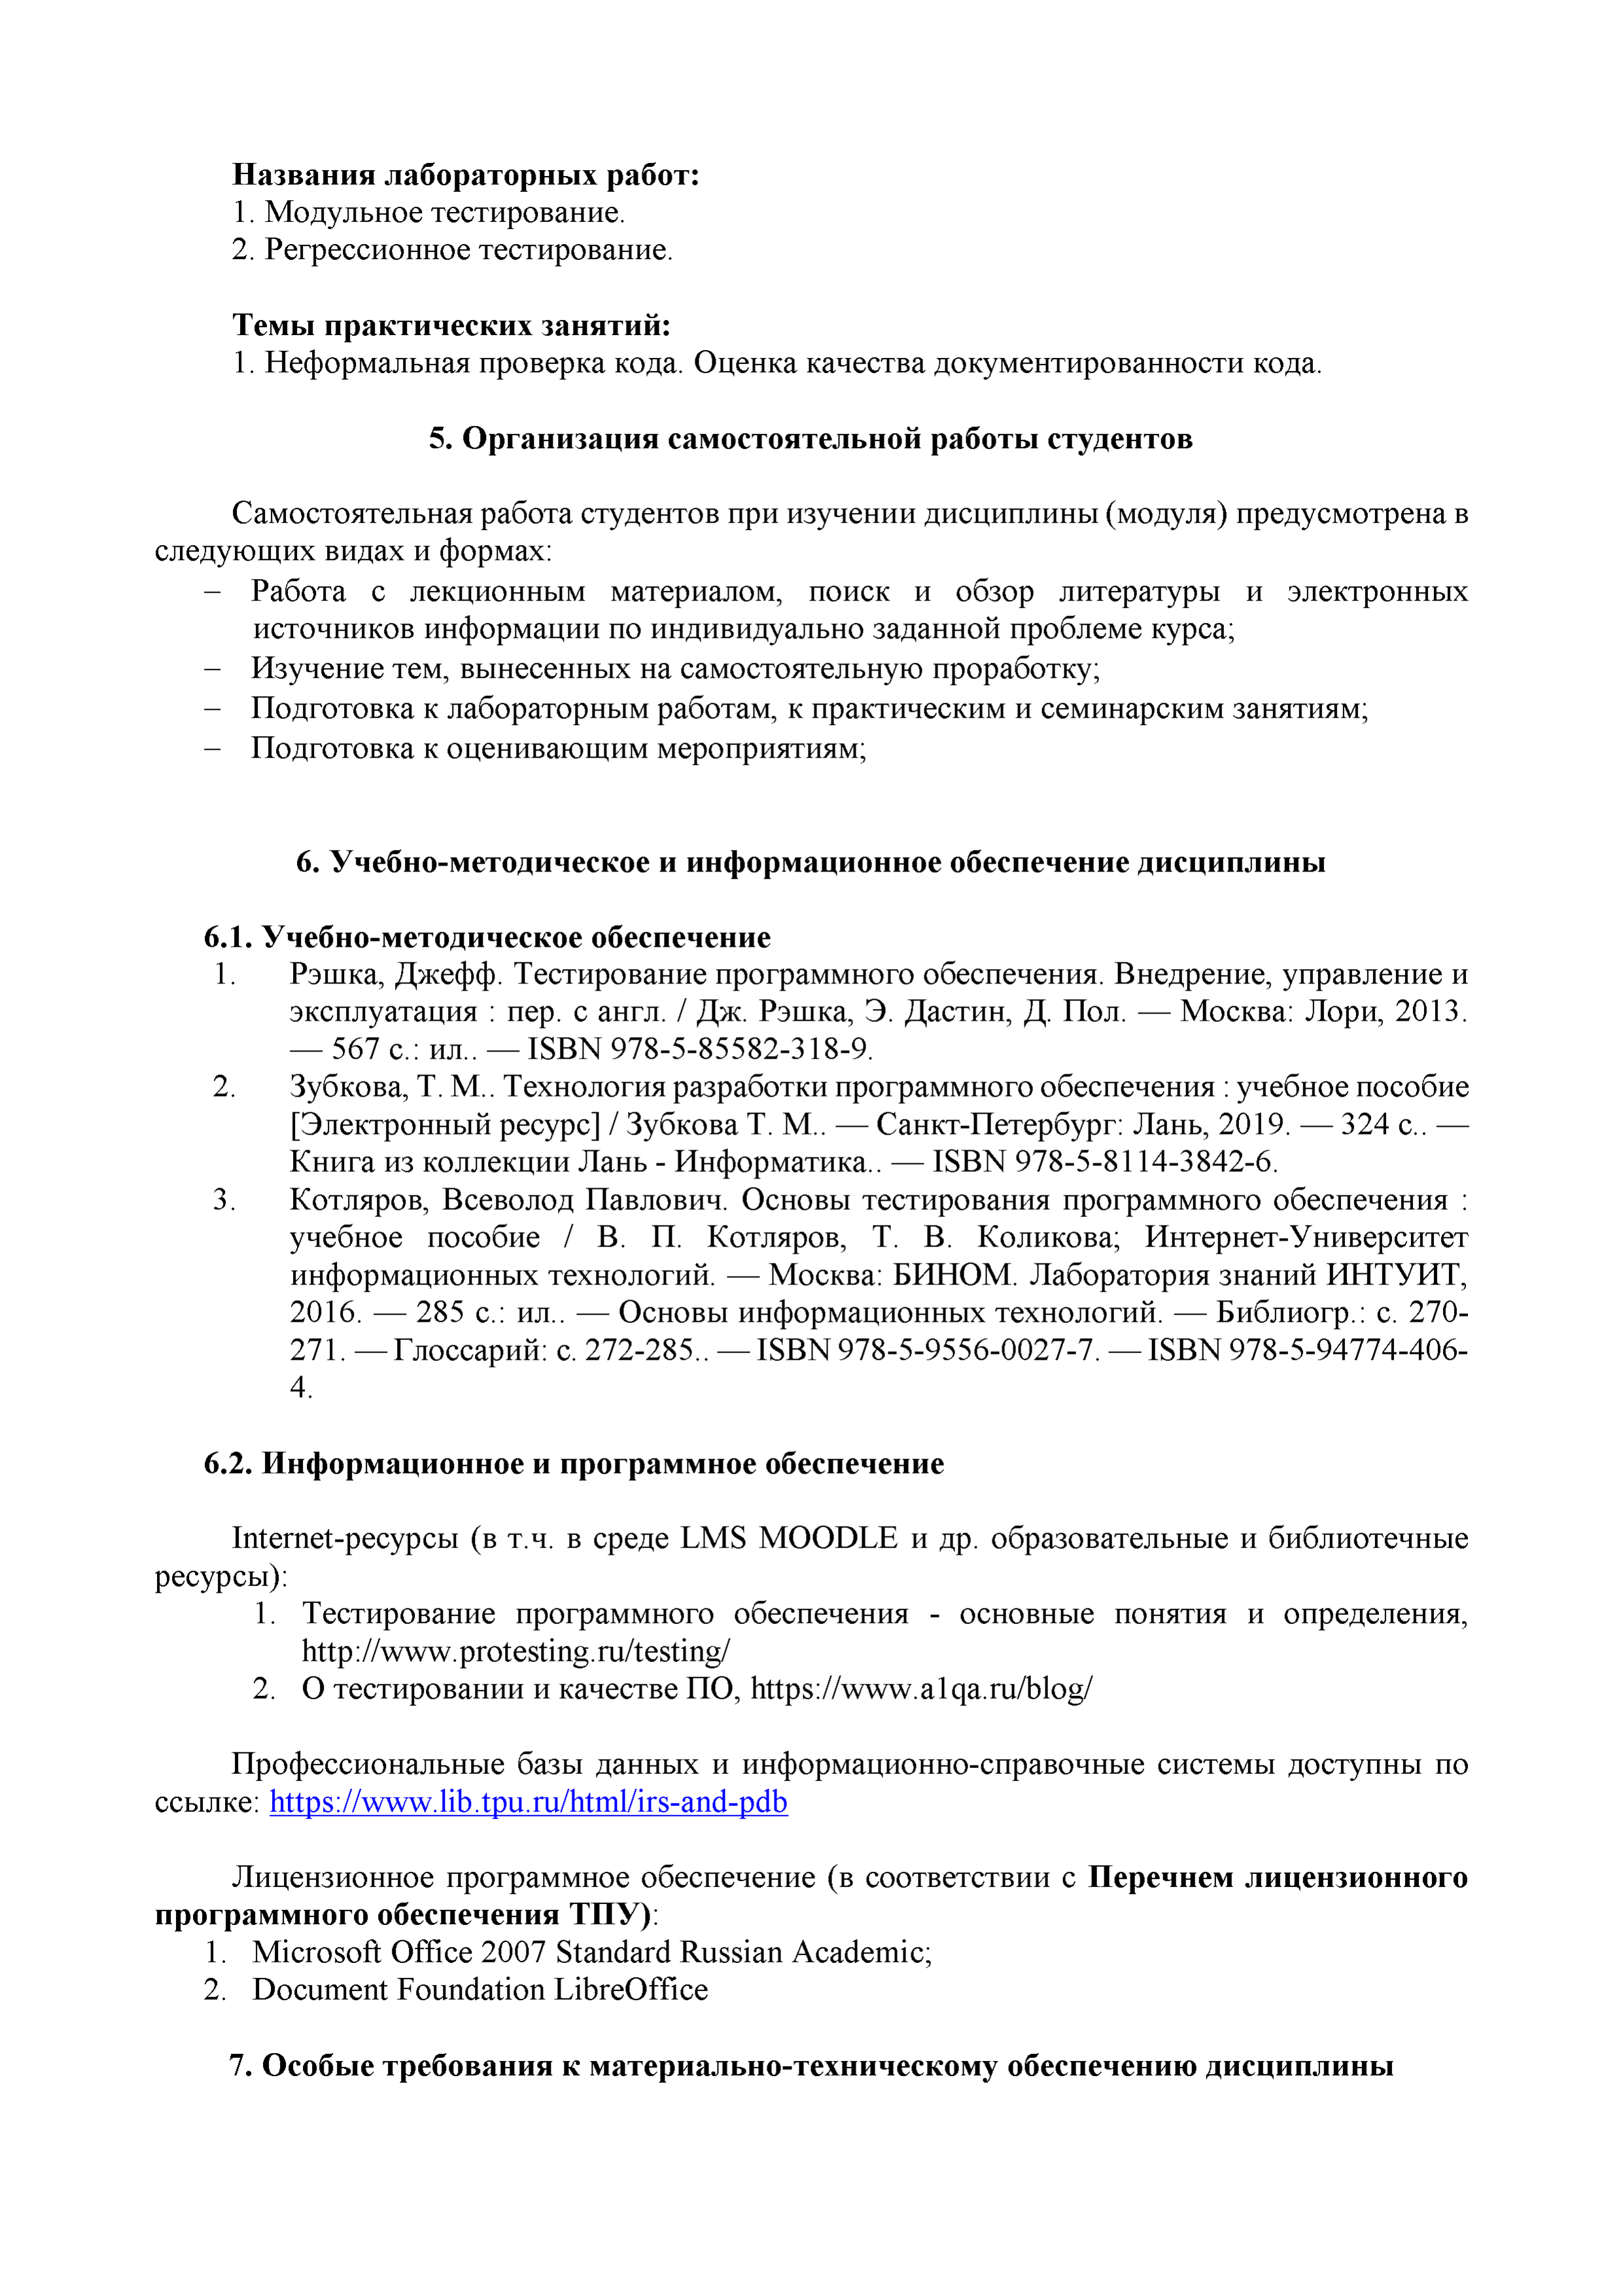 Названия лабораторных работ:
1. Модульное тестирование.
2. Регрессионное тестирование.
Темы практических занятий:
1. Неформальная проверка кода. Оценка качества документированности кода.
5. Организация самостоятельной работы студентов
Самостоятельная работа студентов при изучении дисциплины (модуля) предусмотрена в
следующих видах и формах:
– Работа с лекционным материалом, поиск и обзор литературы и электронных
источников информации по индивидуально заданной проблеме курса;
– Изучение тем, вынесенных на самостоятельную проработку;
– Подготовка к лабораторным работам, к практическим и семинарским занятиям;
– Подготовка к оценивающим мероприятиям;
6. Учебно-методическое и информационное обеспечение дисциплины
6.1. Учебно-методическое обеспечение
1. Рэшка, Джефф. Тестирование программного обеспечения. Внедрение, управление и
эксплуатация : пер. с англ. / Дж. Рэшка, Э. Дастин, Д. Пол. — Москва: Лори, 2013.
— 567 с.: ил.. — ISBN 978-5-85582-318-9.
2. Зубкова, Т. М.. Технология разработки программного обеспечения : учебное пособие
[Электронный ресурс] / Зубкова Т. М.. — Санкт-Петербург: Лань, 2019. — 324 с.. —
Книга из коллекции Лань - Информатика.. — ISBN 978-5-8114-3842-6.
3. Котляров, Всеволод Павлович. Основы тестирования программного обеспечения :
учебное пособие / В. П. Котляров, Т. В. Коликова; Интернет-Университет
информационных технологий. — Москва: БИНОМ. Лаборатория знаний ИНТУИТ,
2016. — 285 с.: ил.. — Основы информационных технологий. — Библиогр.: с. 270-
271. — Глоссарий: с. 272-285.. — ISBN 978-5-9556-0027-7. — ISBN 978-5-94774-406-
4.
6.2. Информационное и программное обеспечение
Internet-ресурсы (в т.ч. в среде LMS MOODLE и др. образовательные и библиотечные
ресурсы):
1. Тестирование программного обеспечения - основные понятия и определения,
http://www.protesting.ru/testing/
2. О тестировании и качестве ПО, https://www.a1qa.ru/blog/
Профессиональные базы данных и информационно-справочные системы доступны по
ссылке: https://www.lib.tpu.ru/html/irs-and-pdb
Лицензионное программное обеспечение (в соответствии с Перечнем лицензионного
программного обеспечения ТПУ):
1. Microsoft Office 2007 Standard Russian Academic;
2. Document Foundation LibreOffice
7. Особые требования к материально-техническому обеспечению дисциплины